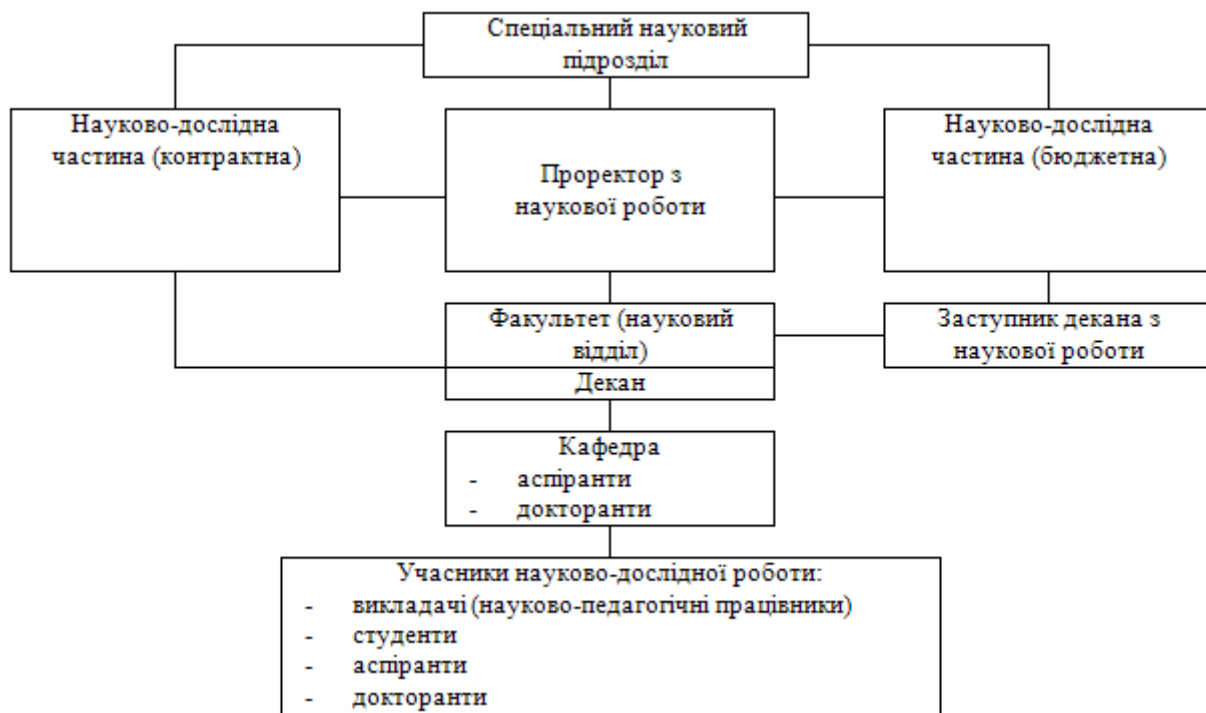 Спеціальний науковий
підрозділ
Науково-дослідна
частина (контрактна)
Проректор з
наукової роботи
Науково-дослідна
частина (бюджетна)
Факультет (науковий
відділ)
Декан
Заступник декана з
наукової роботи
Кафедра
- аспіранти
- докторанти
Учасники науково-дослідної роботи:
- викладачі (науково-педагогічні працівники)
- студенти
- аспіранти
- докторанти